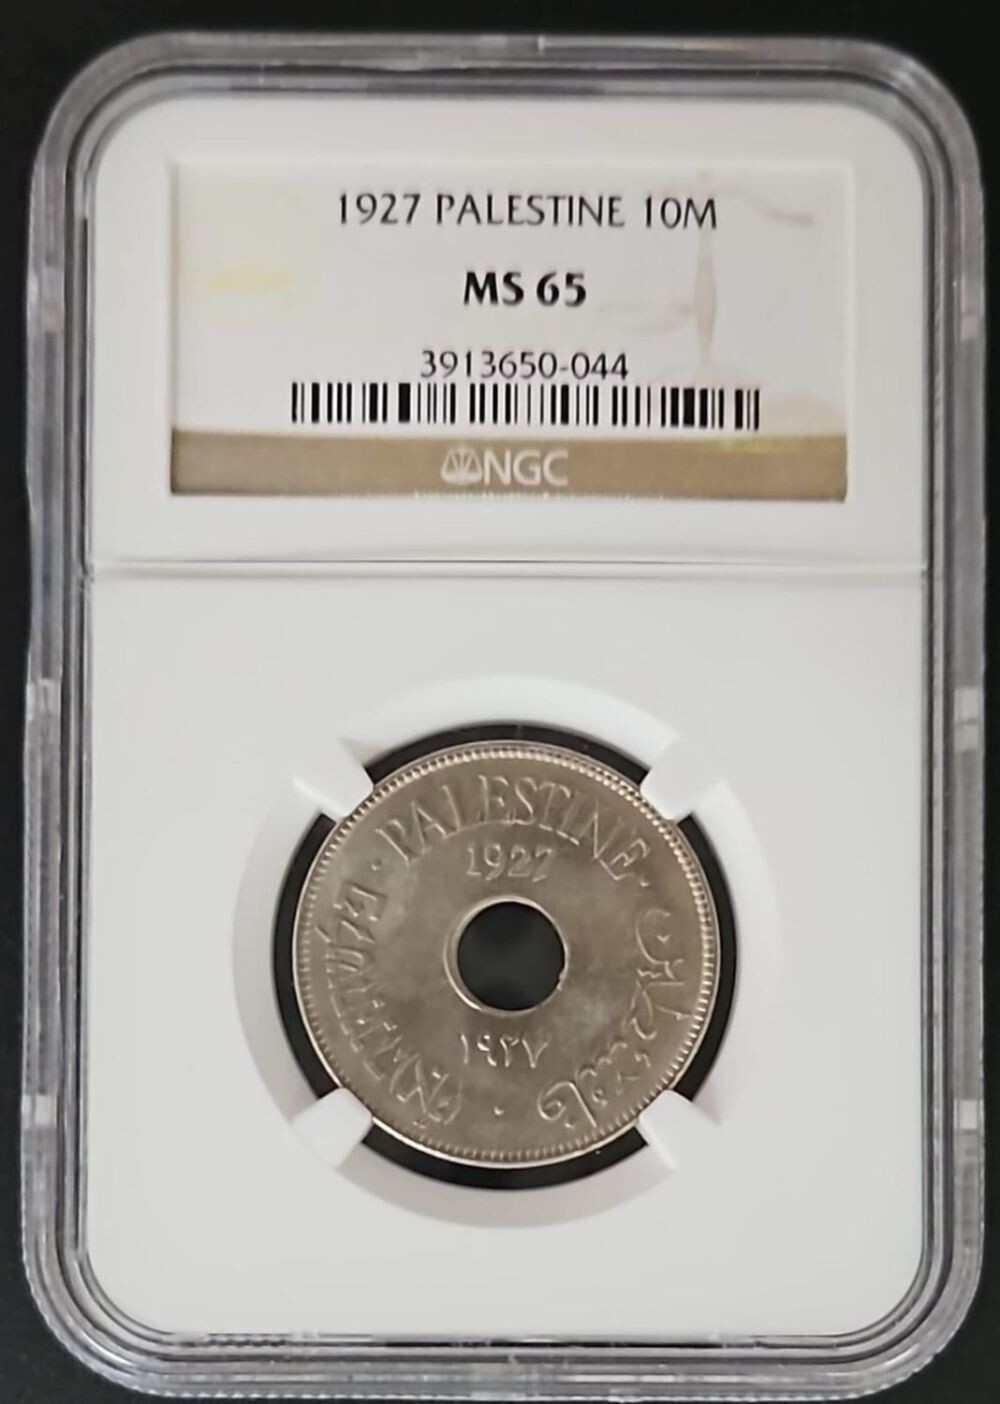 1927 PALESTINE 10M
MS 65
3913650-044
NGC
PALESTINE
1927
فلسطين
١٩٢٧
פלשתינה (א״י)